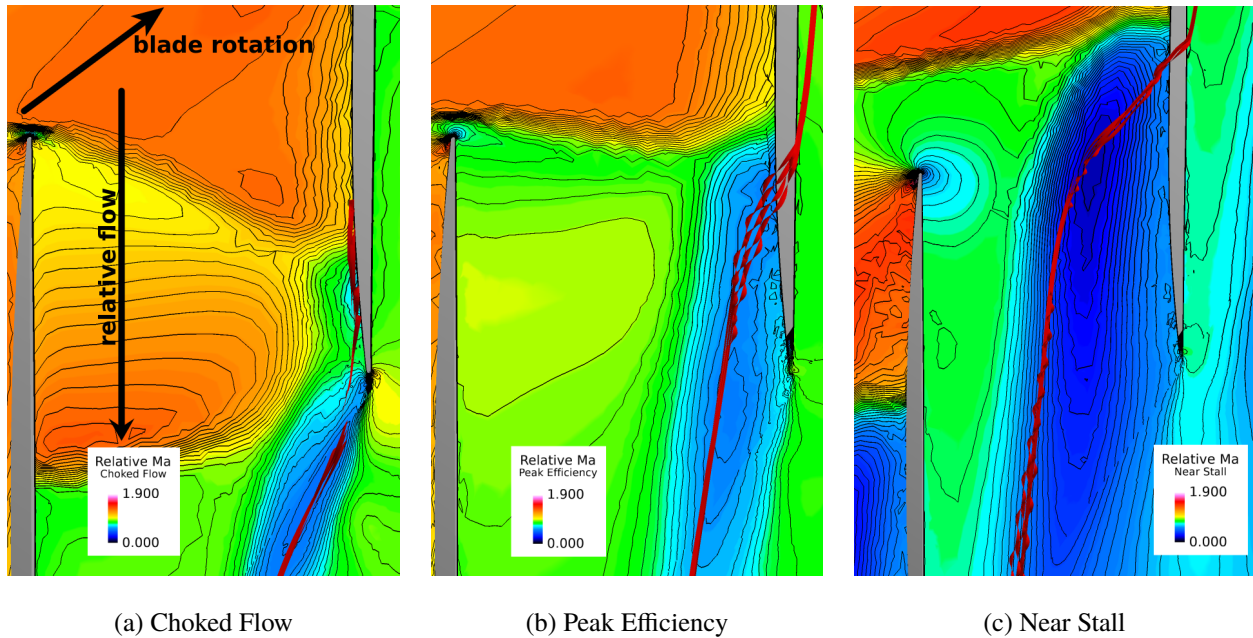 blade rotation
relative flow
Relative Ma
Choked Flow
1.900
0.000
Relative Ma
Peak Efficiency
1.900
0.000
Relative Ma
Near Stall
1.900
0.000
(a) Choked Flow
(b) Peak Efficiency
(c) Near Stall